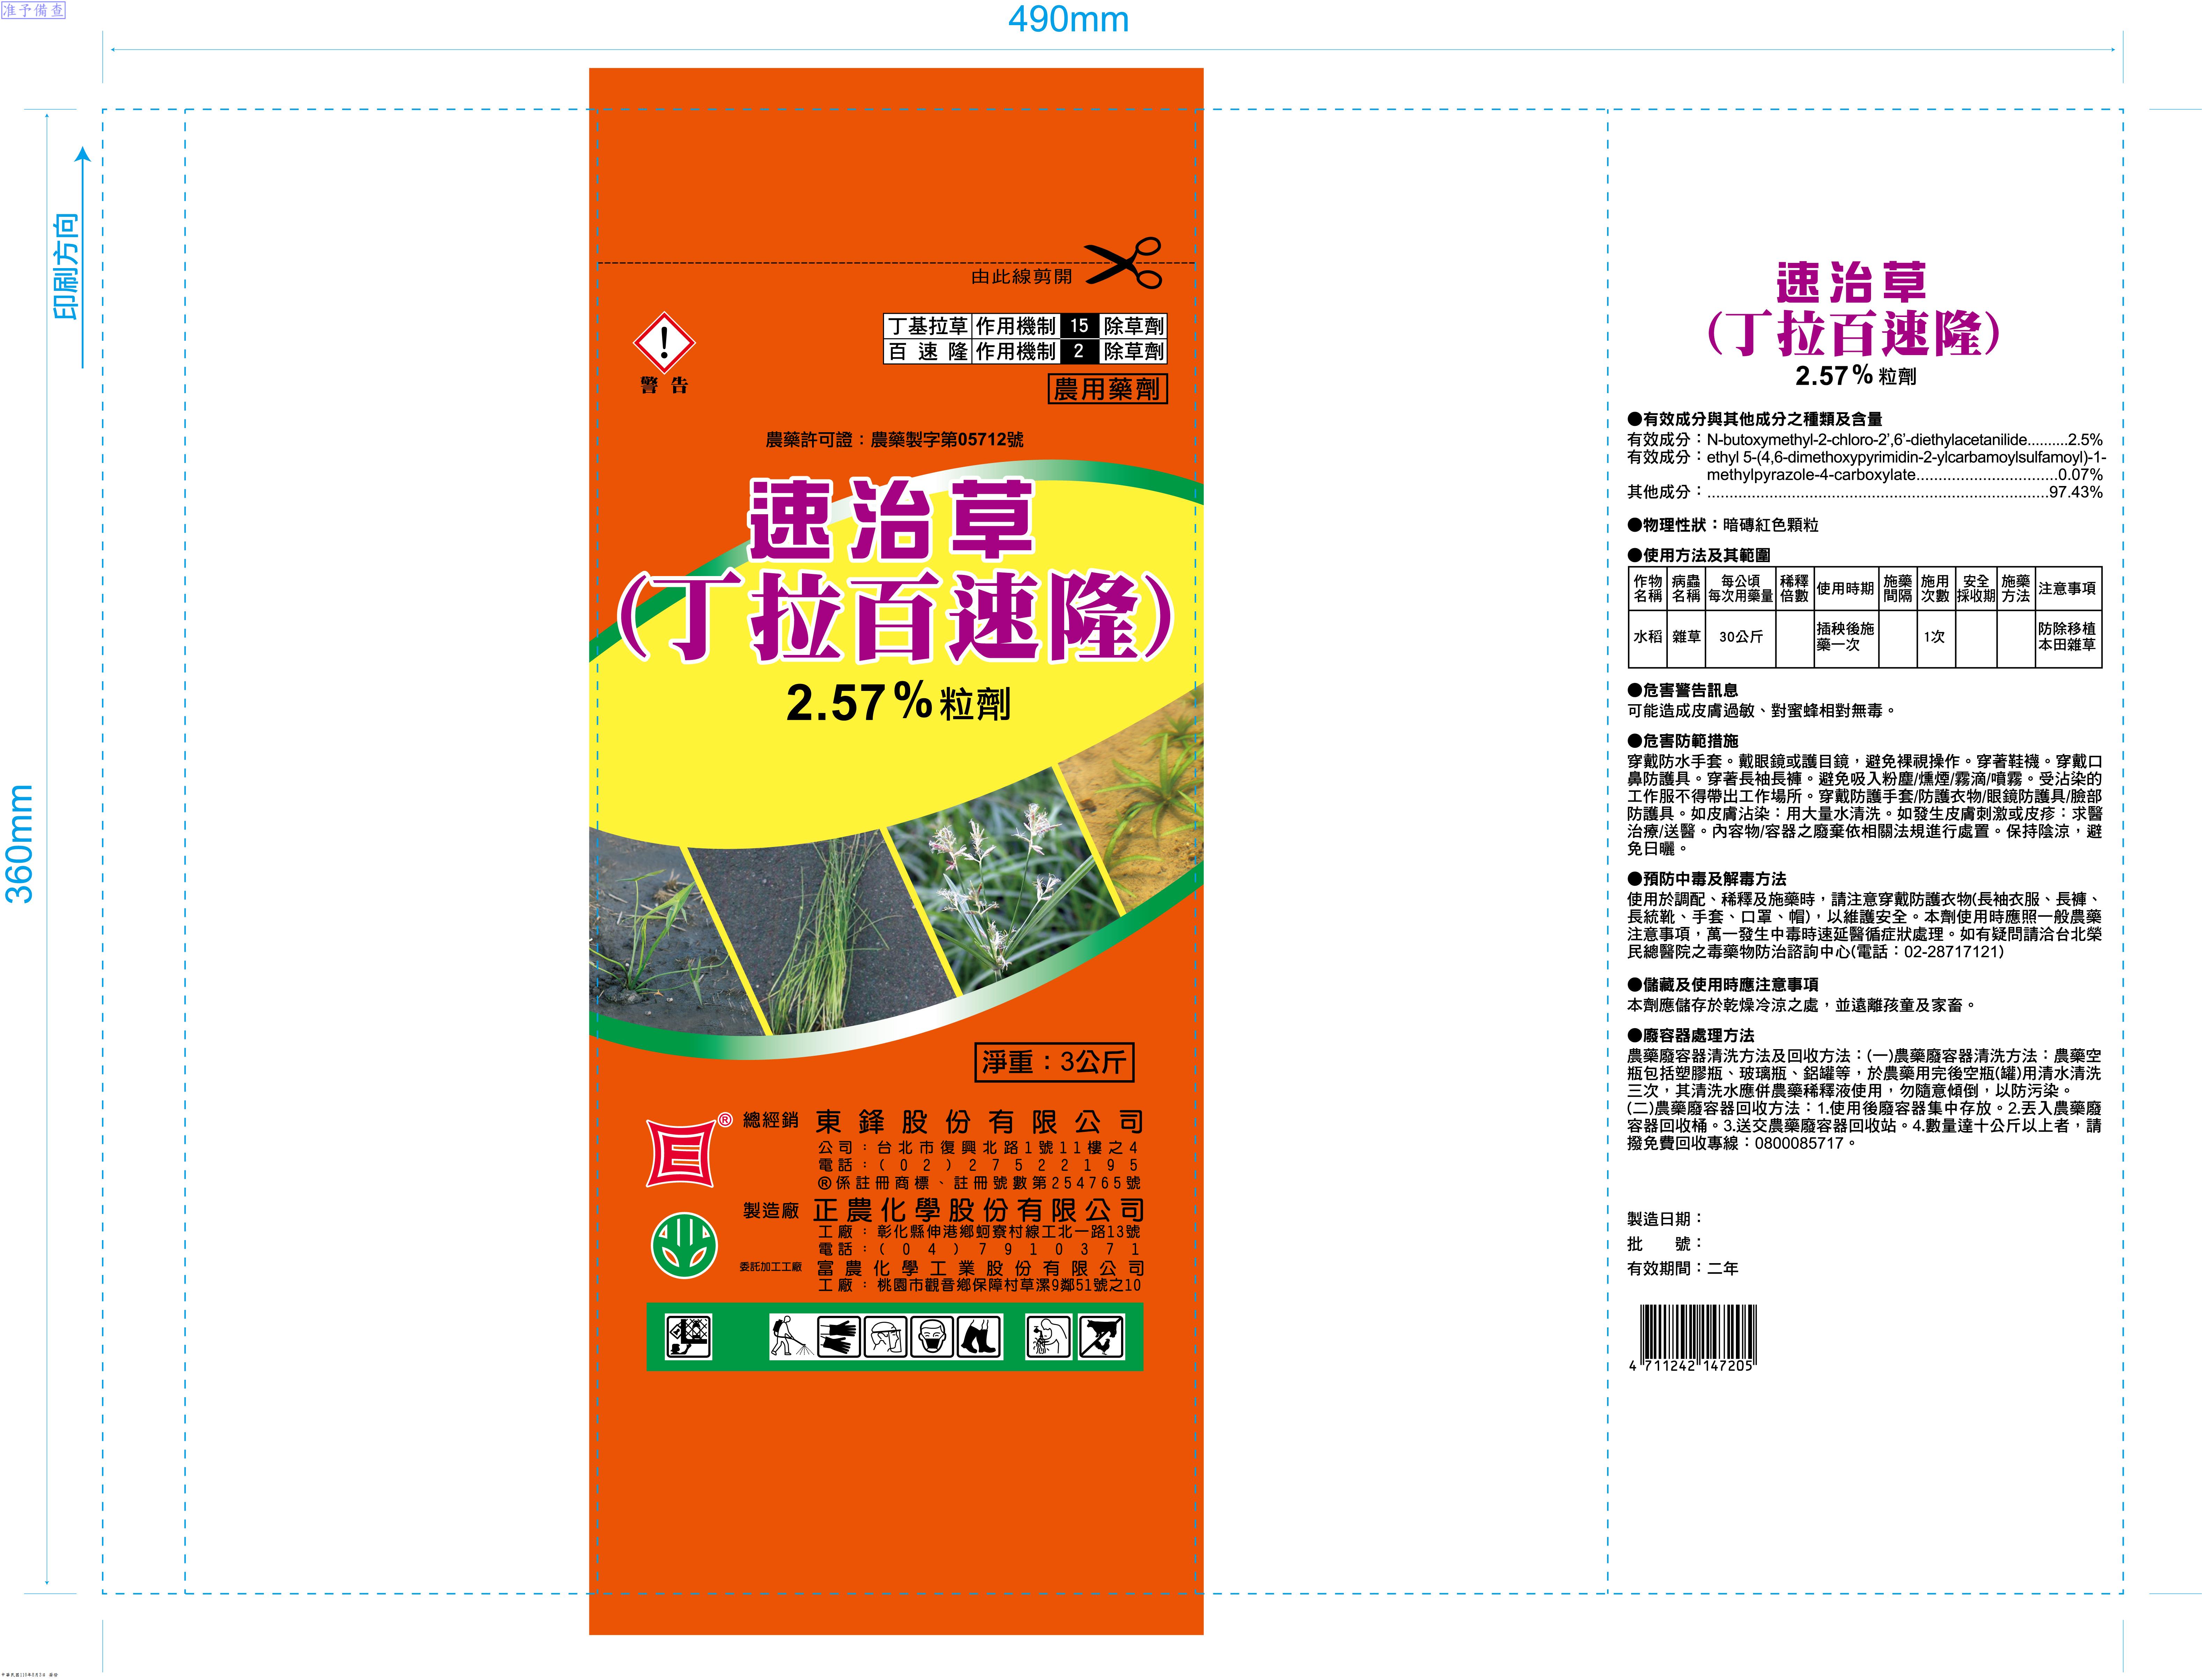 准予備查
490mm
360mm
印刷方向
由此線剪開
警告
丁基拉草 作用機制 15 除草劑
百速隆 作用機制 2 除草劑
農用藥劑
農藥許可證：農藥製字第05712號
速治草
(丁拉百速隆)
2.57%粒劑
淨重：3公斤
® 總經銷 東鋒股份有限公司
公司：台北市復興北路1號11樓之4
電話：(02)27522195
®係註冊商標、註冊號數第254765號
製造廠 正農化學股份有限公司
工廠：彰化縣伸港鄉蚵寮村線工北一路13號
電話：(04)7910371
委託加工工廠 富農化學工業股份有限公司
工廠：桃園市觀音鄉保障村草漯9鄰51號之10
速治草
(丁拉百速隆)
2.57%粒劑
●有效成分與其他成分之種類及含量
有效成分：N-butoxymethyl-2-chloro-2’,6’-diethylacetanilide.........2.5%
有效成分：ethyl 5-(4,6-dimethoxypyrimidin-2-ylcarbamoylsulfamoyl)-1-
methylpyrazole-4-carboxylate................................0.07%
其他成分：.............................................................................97.43%
●物理性狀：暗磚紅色顆粒
●使用方法及其範圍
作物名稱 病蟲名稱 每公頃每次用藥量 稀釋倍數 使用時期 施藥間隔 施用次數 安全採收期 施藥方法 注意事項
水稻 雜草 30公斤 插秧後施藥一次 1次 防除移植本田雜草
●危害警告訊息
可能造成皮膚過敏、對蜜蜂相對無毒。
●危害防範措施
穿戴防水手套。戴眼鏡或護目鏡，避免裸視操作。穿著鞋襪。穿戴口
鼻防護具。穿著長袖長褲。避免吸入粉塵/燻煙/霧滴/噴霧。受沾染的
工作服不得帶出工作場所。穿戴防護手套/防護衣物/眼鏡防護具/臉部
防護具。如皮膚沾染：用大量水清洗。如發生皮膚刺激或皮疹：求醫
治療/送醫。內容物/容器之廢棄依相關法規進行處置。保持陰涼，避
免日曬。
●預防中毒及解毒方法
使用於調配、稀釋及施藥時，請注意穿戴防護衣物(長袖衣服、長褲、
長統靴、手套、口罩、帽)，以維護安全。本劑使用時應照一般農藥
注意事項，萬一發生中毒時速延醫循症狀處理。如有疑問請洽台北榮
民總醫院之毒藥物防治諮詢中心(電話：02-28717121)
●儲藏及使用時應注意事項
本劑應儲存於乾燥冷涼之處，並遠離孩童及家畜。
●廢容器處理方法
農藥廢容器清洗方法及回收方法：(一)農藥廢容器清洗方法：農藥空
瓶包括塑膠瓶、玻璃瓶、鋁罐等，於農藥用完後空瓶(罐)用清水清洗
三次，其清洗水應併農藥稀釋液使用，勿隨意傾倒，以防污染。
(二)農藥廢容器回收方法：1.使用後廢容器集中存放。2.丟入農藥廢
容器回收桶。3.送交農藥廢容器回收站。4.數量達十公斤以上者，請
撥免費回收專線：0800085717。
製造日期：
批　　號：
有效期間：二年
4 711242 147205